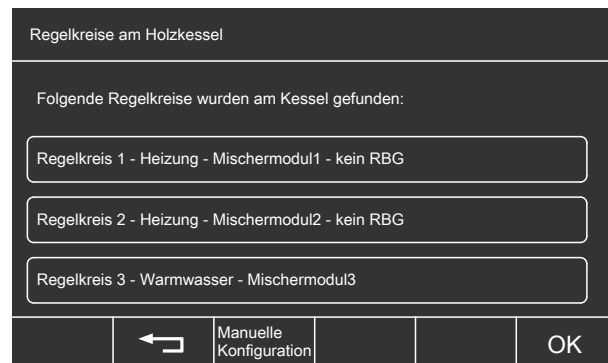 Regelkreise am Holzkessel
Folgende Regelkreise wurden am Kessel gefunden:
Regelkreis 1 - Heizung - Mischermodul1 - kein RBG
Regelkreis 2 - Heizung - Mischermodul2 - kein RBG
Regelkreis 3 - Warmwasser - Mischermodul3
Manuelle
Konfiguration
OK